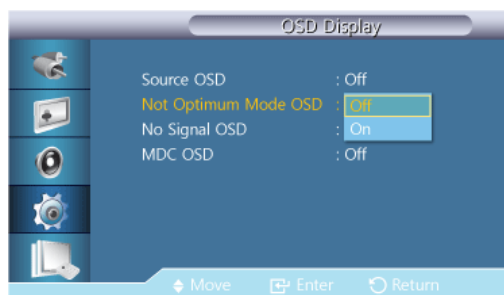 OSD Display
Source OSD : Off
Not Optimum Mode OSD : Off
No Signal OSD : On
MDC OSD : Off
Move Enter Return